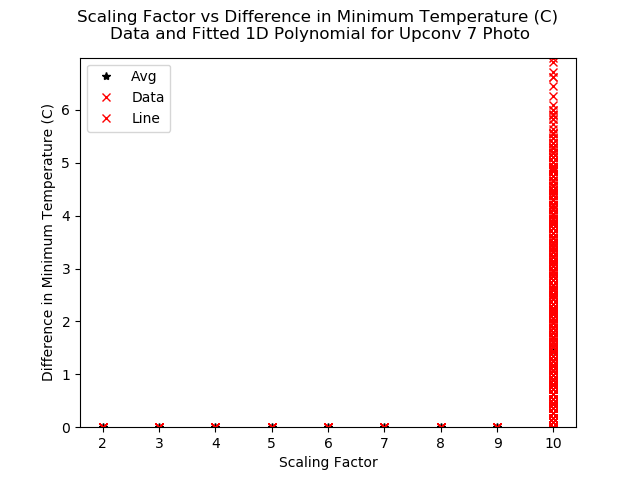 Scaling Factor vs Difference in Minimum Temperature (C)
Data and Fitted 1D Polynomial for Upconv 7 Photo
Avg
Data
Line
Difference in Minimum Temperature (C)
6
5
4
3
2
1
0
2 3 4 5 6 7 8 9 10
Scaling Factor